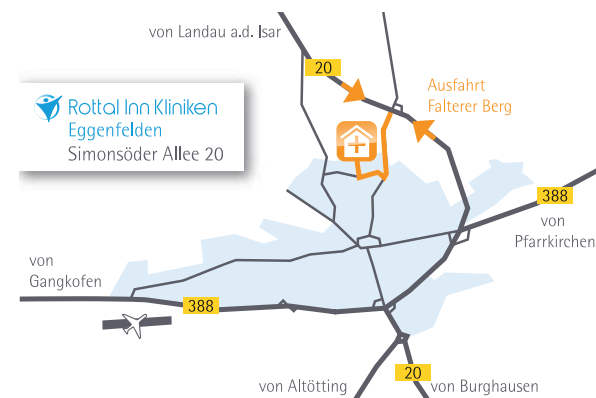 von Landau a.d. Isar
20
Ausfahrt
Falterer Berg
Rottal Inn Kliniken
Eggenfelden
Simonsöder Allee 20
388
von
Pfarrkirchen
von
Gangkofen
388
20
von Altötting
von Burghausen